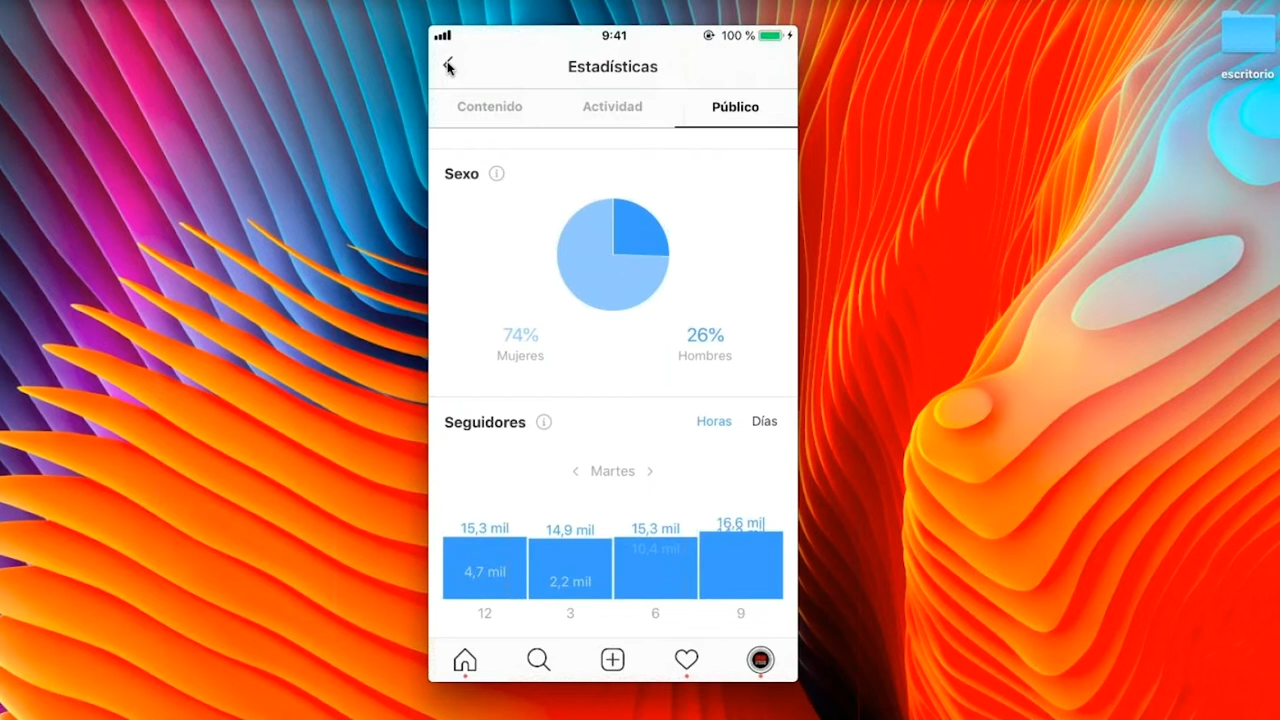 9:41 100 %
escritorio
Estadísticas
Contenido Actividad Público
Sexo
74% 26%
Mujeres Hombres
Seguidores Horas Días
Martes
15,3 mil 14,9 mil 15,3 mil 16,6 mil
10,4 mil
4,7 mil 2,2 mil
12 3 6 9